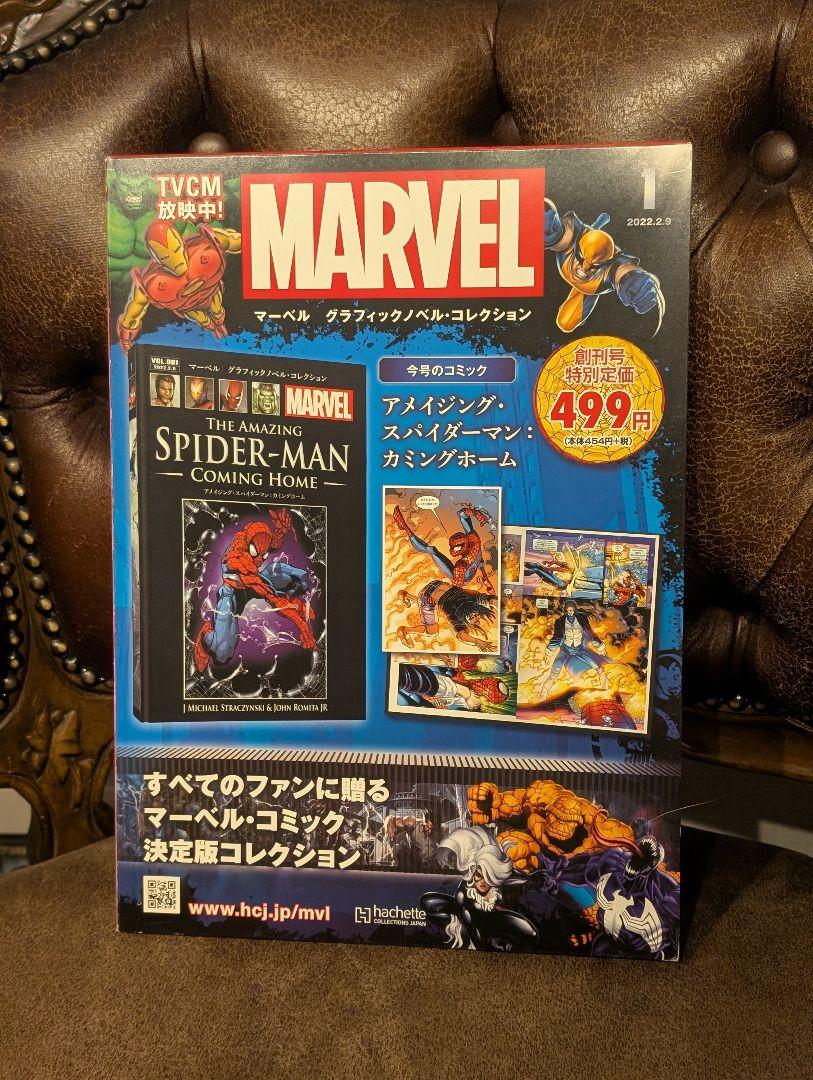 TVCM
放映中!
MARVEL
1
2022.2.9
マーベル グラフィックノベル・コレクション
VOL.001
2022.2.9
マーベル グラフィックノベル・コレクション
MARVEL
THE AMAZING
SPIDER-MAN
COMING HOME
アメイジング・スパイダーマン:カミングホーム
J MICHAEL STRACZYNSKI & JOHN ROMITA JR
今号のコミック
アメイジング・
スパイダーマン:
カミングホーム
創刊号
特別定価
499円
(本体454円+税)
すべてのファンに贈る
マーベル・コミック
決定版コレクション
www.hcj.jp/mvl
hachette
COLLECTIONS JAPAN